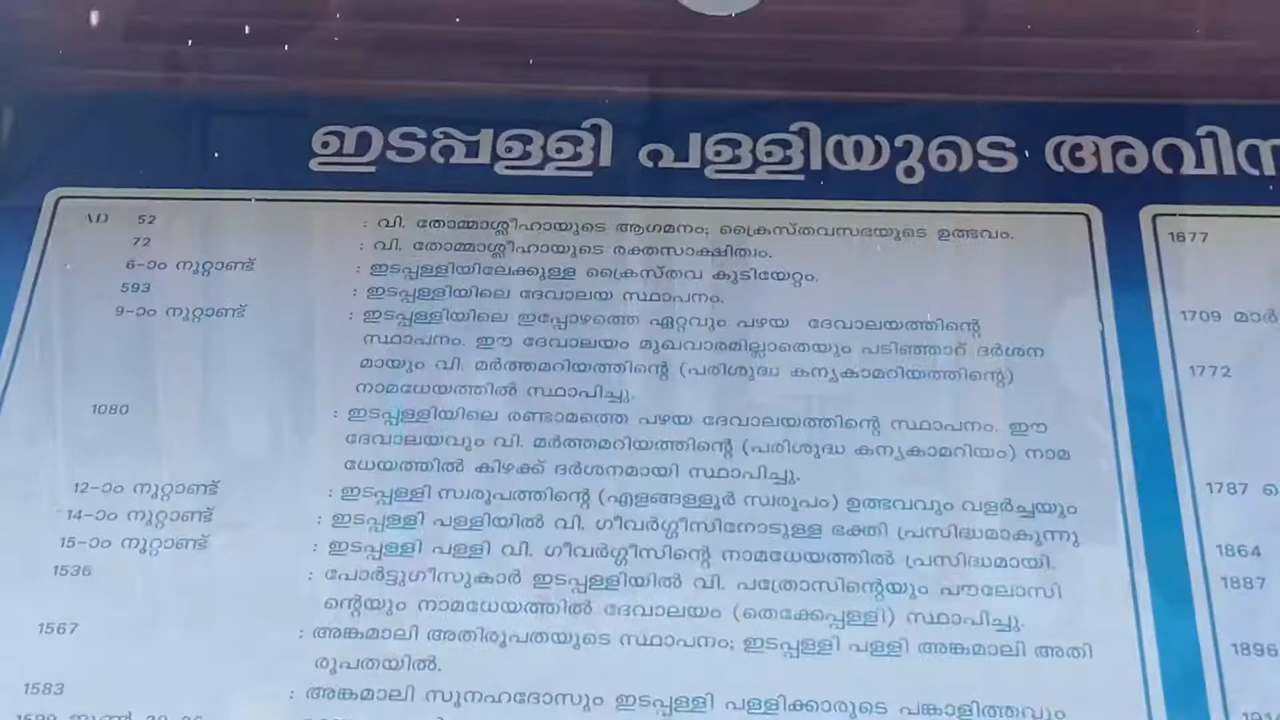 ഇടപ്പള്ളി പള്ളിയുടെ
AD 52 : വി. തോമ്മാശ്ലീഹായുടെ ആഗമനം; ക്രൈസ്തവസഭയുടെ ഉത്ഭവം.
72 : വി. തോമ്മാശ്ലീഹായുടെ രക്തസാക്ഷിത്വം.
6-ാം നൂറ്റാണ്ട് : ഇടപ്പള്ളിയിലേക്കുള്ള ക്രൈസ്തവ കുടിയേറ്റം.
593 : ഇടപ്പള്ളിയിലെ ദേവാലയ സ്ഥാപനം.
9-ാം നൂറ്റാണ്ട് : ഇടപ്പള്ളിയിലെ ഇപ്പോഴത്തെ ഏറ്റവും പഴയ ദേവാലയത്തിന്റെ
സ്ഥാപനം. ഈ ദേവാലയം മുഖവാരമില്ലാതെയും പടിഞ്ഞാറ് ദർശന
മായും വി. മർത്തമറിയത്തിന്റെ (പരിശുദ്ധ കന്യകാമറിയത്തിന്റെ)
നാമധേയത്തിൽ സ്ഥാപിച്ചു.
1080 : ഇടപ്പള്ളിയിലെ രണ്ടാമത്തെ പഴയ ദേവാലയത്തിന്റെ സ്ഥാപനം. ഈ
ദേവാലയവും വി. മർത്തമറിയത്തിന്റെ (പരിശുദ്ധ കന്യകാമറിയം) നാമ
ധേയത്തിൽ കിഴക്ക് ദർശനമായി സ്ഥാപിച്ചു.
12-ാം നൂറ്റാണ്ട് : ഇടപ്പള്ളി സ്വരൂപത്തിന്റെ (എളങ്ങള്ളൂർ സ്വരൂപം) ഉത്ഭവവും വളർച്ചയും
14-ാം നൂറ്റാണ്ട് : ഇടപ്പള്ളി പള്ളിയിൽ വി. ഗീവർഗ്ഗീസിനോടുള്ള ഭക്തി പ്രസിദ്ധമാകുന്നു
15-ാം നൂറ്റാണ്ട് : ഇടപ്പള്ളി പള്ളി വി. ഗീവർഗ്ഗീസിന്റെ നാമധേയത്തിൽ പ്രസിദ്ധമായി.
1536 : പോർട്ടുഗീസുകാർ ഇടപ്പള്ളിയിൽ വി. പത്രോസിന്റെയും പൗലോസി
ന്റെയും നാമധേയത്തിൽ ദേവാലയം (തെക്കേപ്പള്ളി) സ്ഥാപിച്ചു.
1567 : അങ്കമാലി അതിരൂപതയുടെ സ്ഥാപനം; ഇടപ്പള്ളി പള്ളി അങ്കമാലി അതി
രൂപതയിൽ.
1583 : അങ്കമാലി സൂനഹദോസും ഇടപ്പള്ളി പള്ളിക്കാരുടെ പങ്കാളിത്തവും
1677
1709 മാർ
1772
1787
1864
1887
1896